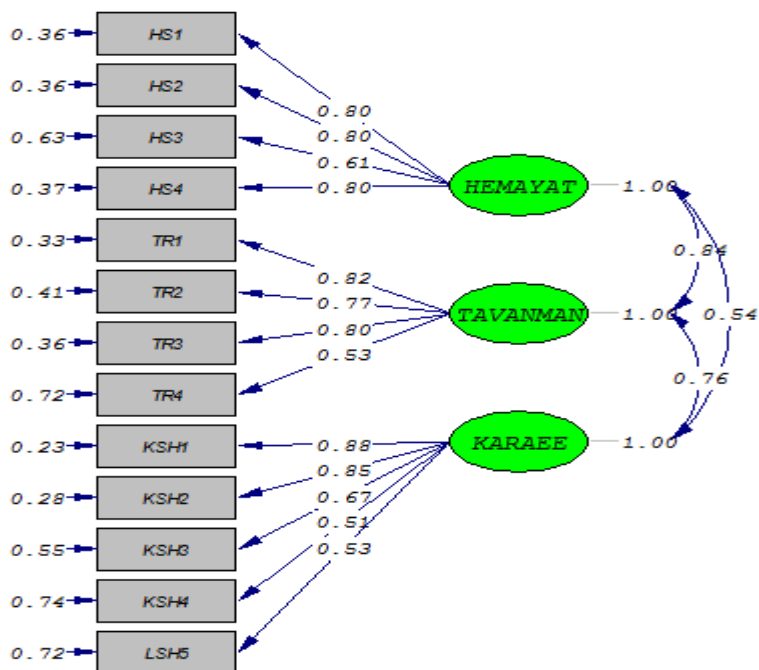 0.36 HS1
0.36 HS2
0.80
0.63 HS3
0.80
0.61
0.37 HS4
0.80
HEMAYAT 1.00
0.33 TR1
0.84
0.82
0.41 TR2
0.77
TAVANMAN 1.00 0.54
0.36 TR3
0.80
0.53
0.76
0.72 TR4
0.23 KSH1
0.88
KARAEE 1.00
0.85
0.28 KSH2
0.67
0.51
0.55 KSH3
0.53
0.74 KSH4
0.72 LSH5